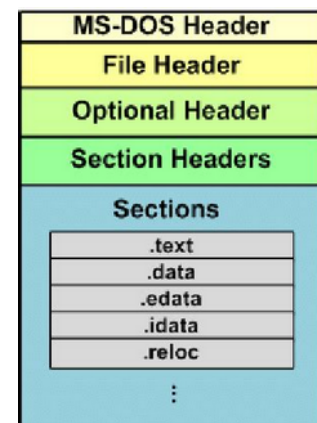 MS-DOS Header
File Header
Optional Header
Section Headers
Sections
.text
.data
.edata
.idata
.reloc
⋮